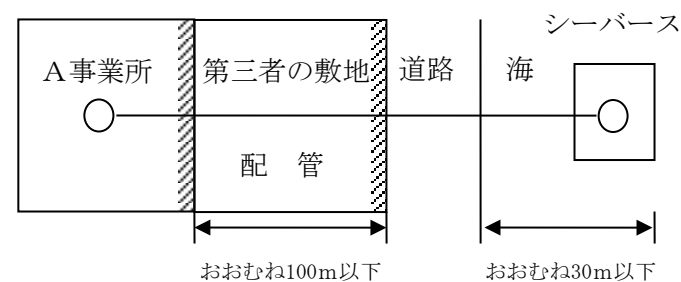 シーバース
A事業所
第三者の敷地
道路
海
配 管
おおむね100m以下
おおむね30m以下